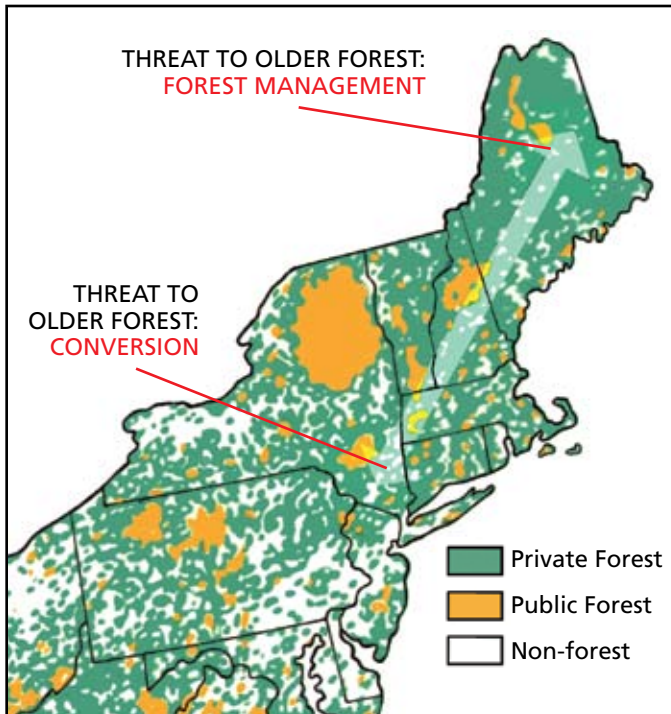 THREAT TO OLDER FOREST:
FOREST MANAGEMENT
THREAT TO
OLDER FOREST:
CONVERSION
Private Forest
Public Forest
Non-forest